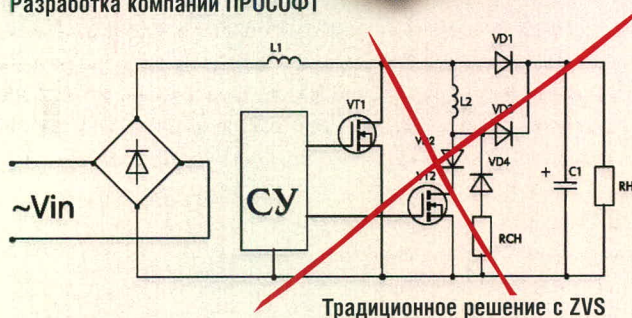 Разработка компании ПРОСОФТ
L1
VD1
L2
VT1
VD3
VD2
VD4
VT2
СУ
~Vin
+
C1
RH
RCH
Традиционное решение с ZVS